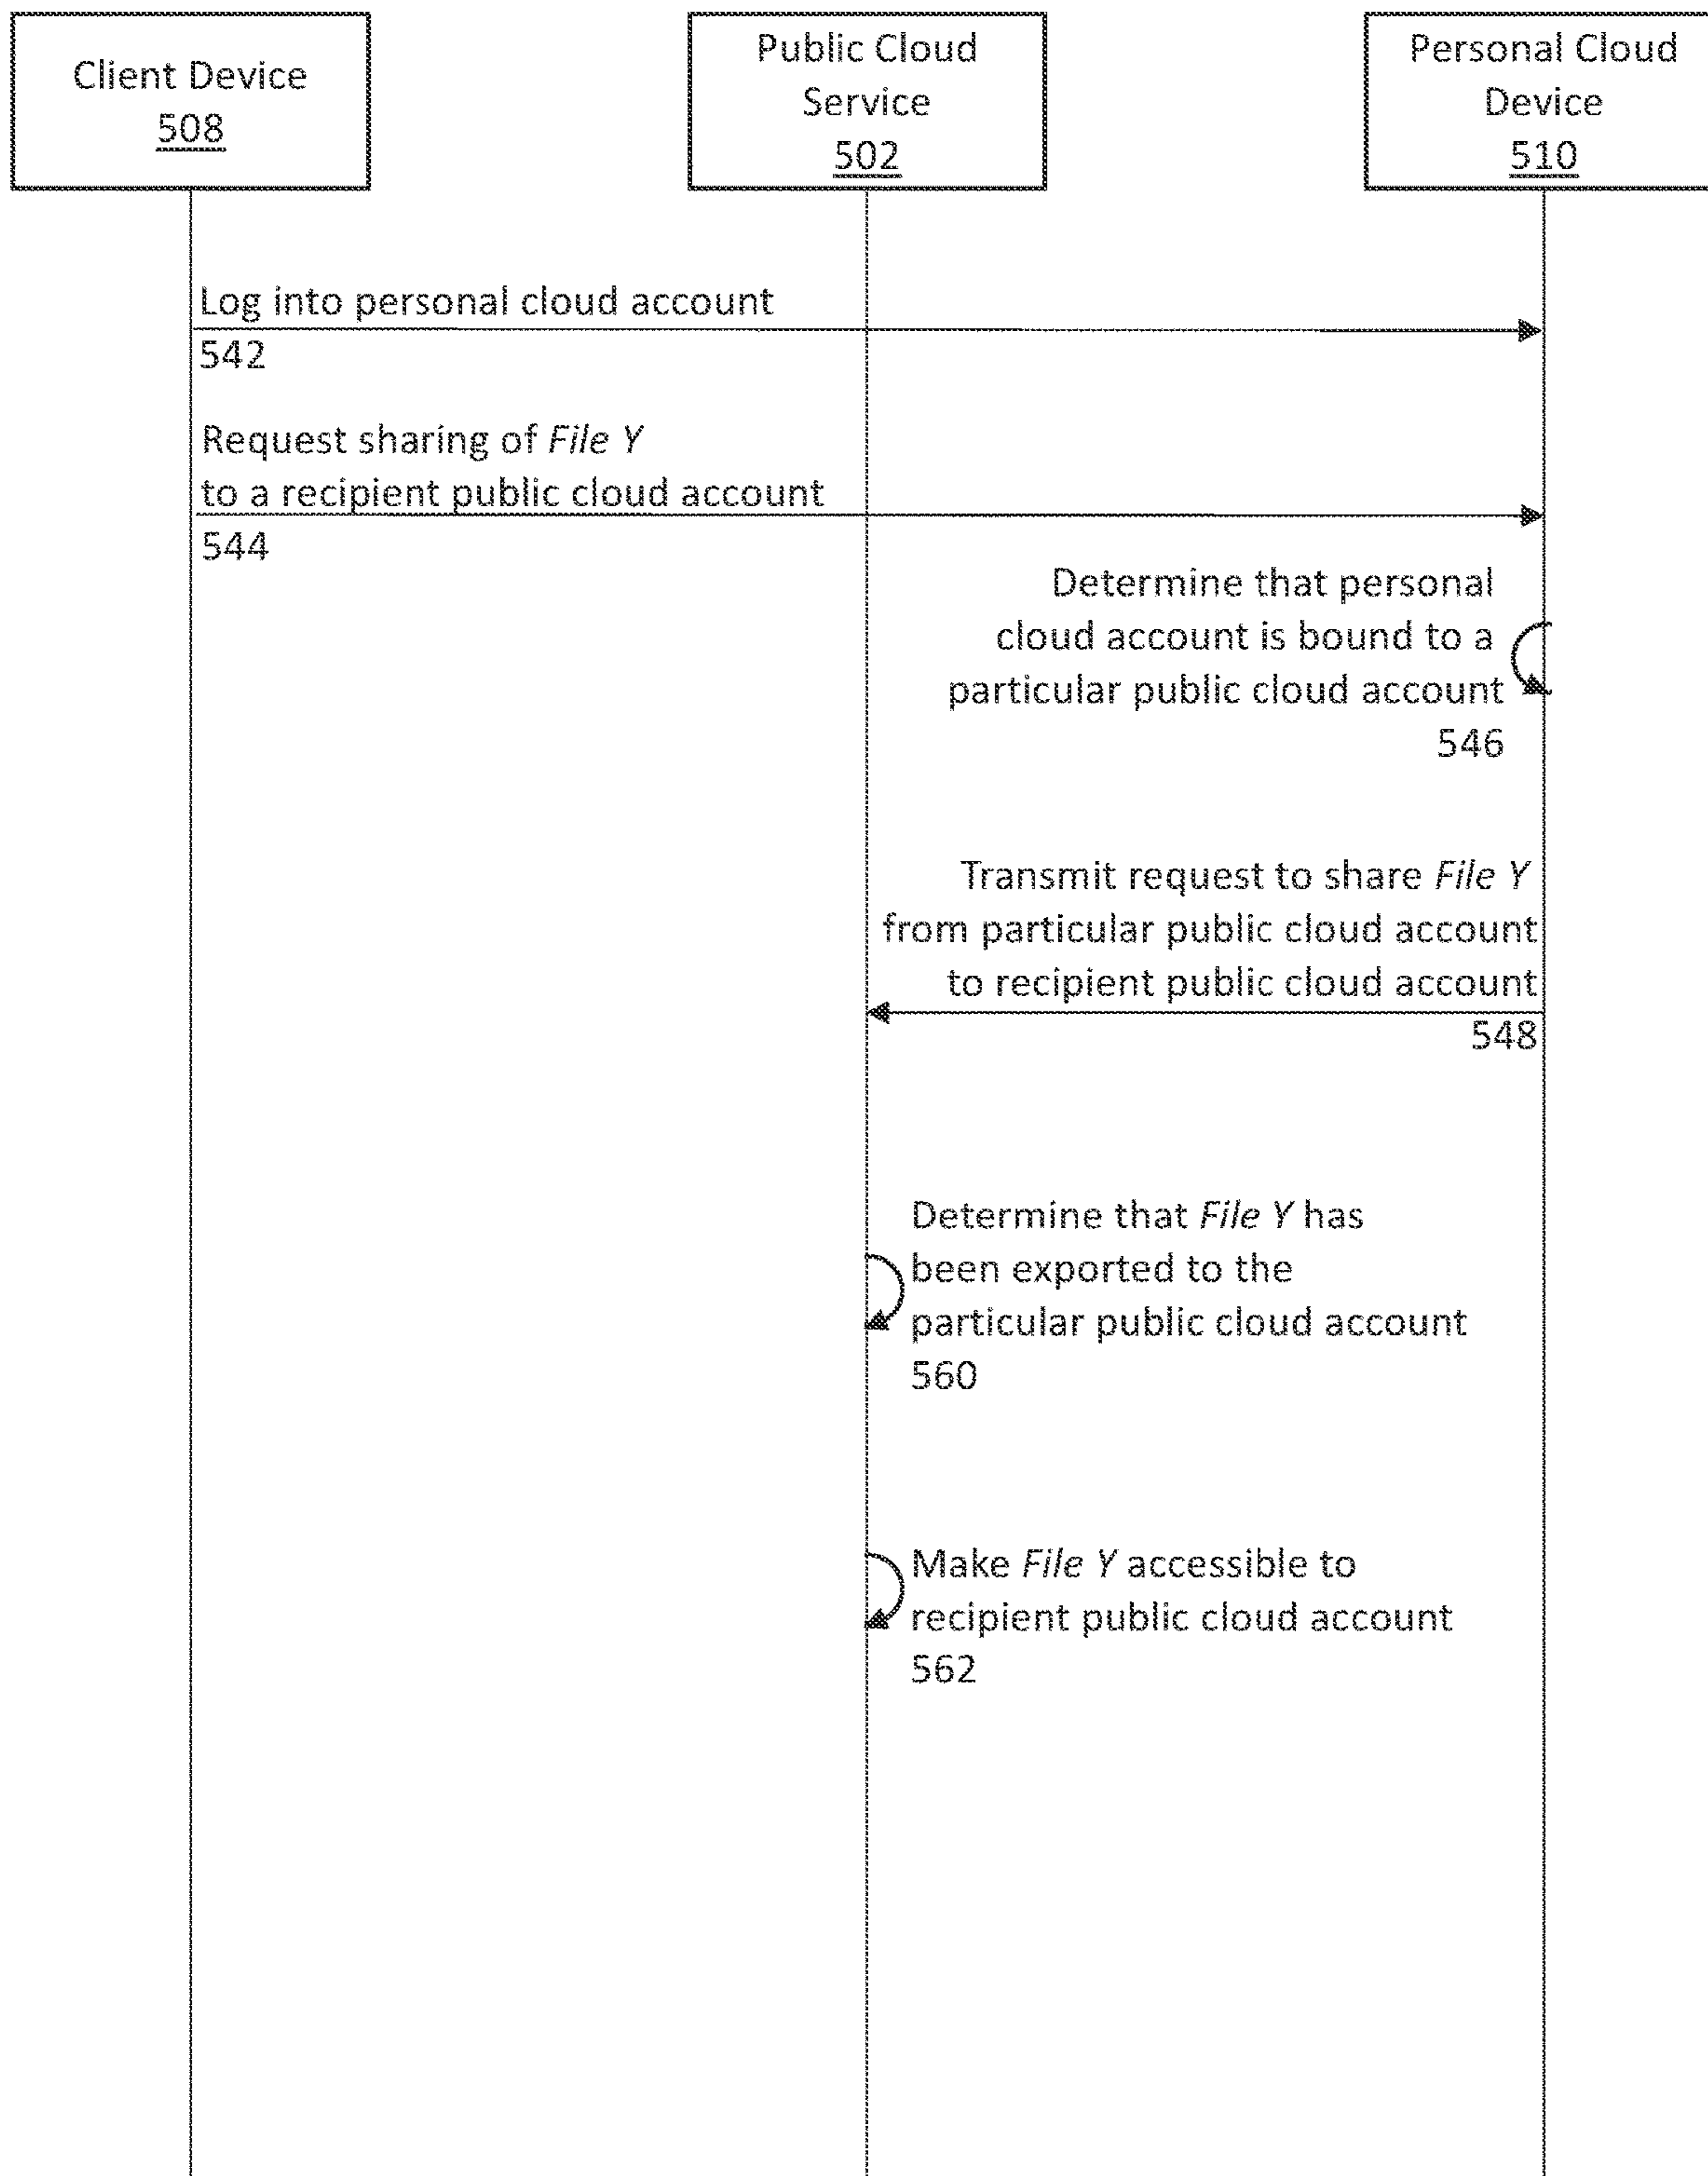 Client Device
508
Public Cloud
Service
502
Personal Cloud
Device
510
Log into personal cloud account
542
Request sharing of File Y
to a recipient public cloud account
544
Determine that personal
cloud account is bound to a
particular public cloud account
546
Transmit request to share File Y
from particular public cloud account
to recipient public cloud account
548
Determine that File Y has
been exported to the
particular public cloud account
560
Make File Y accessible to
recipient public cloud account
562